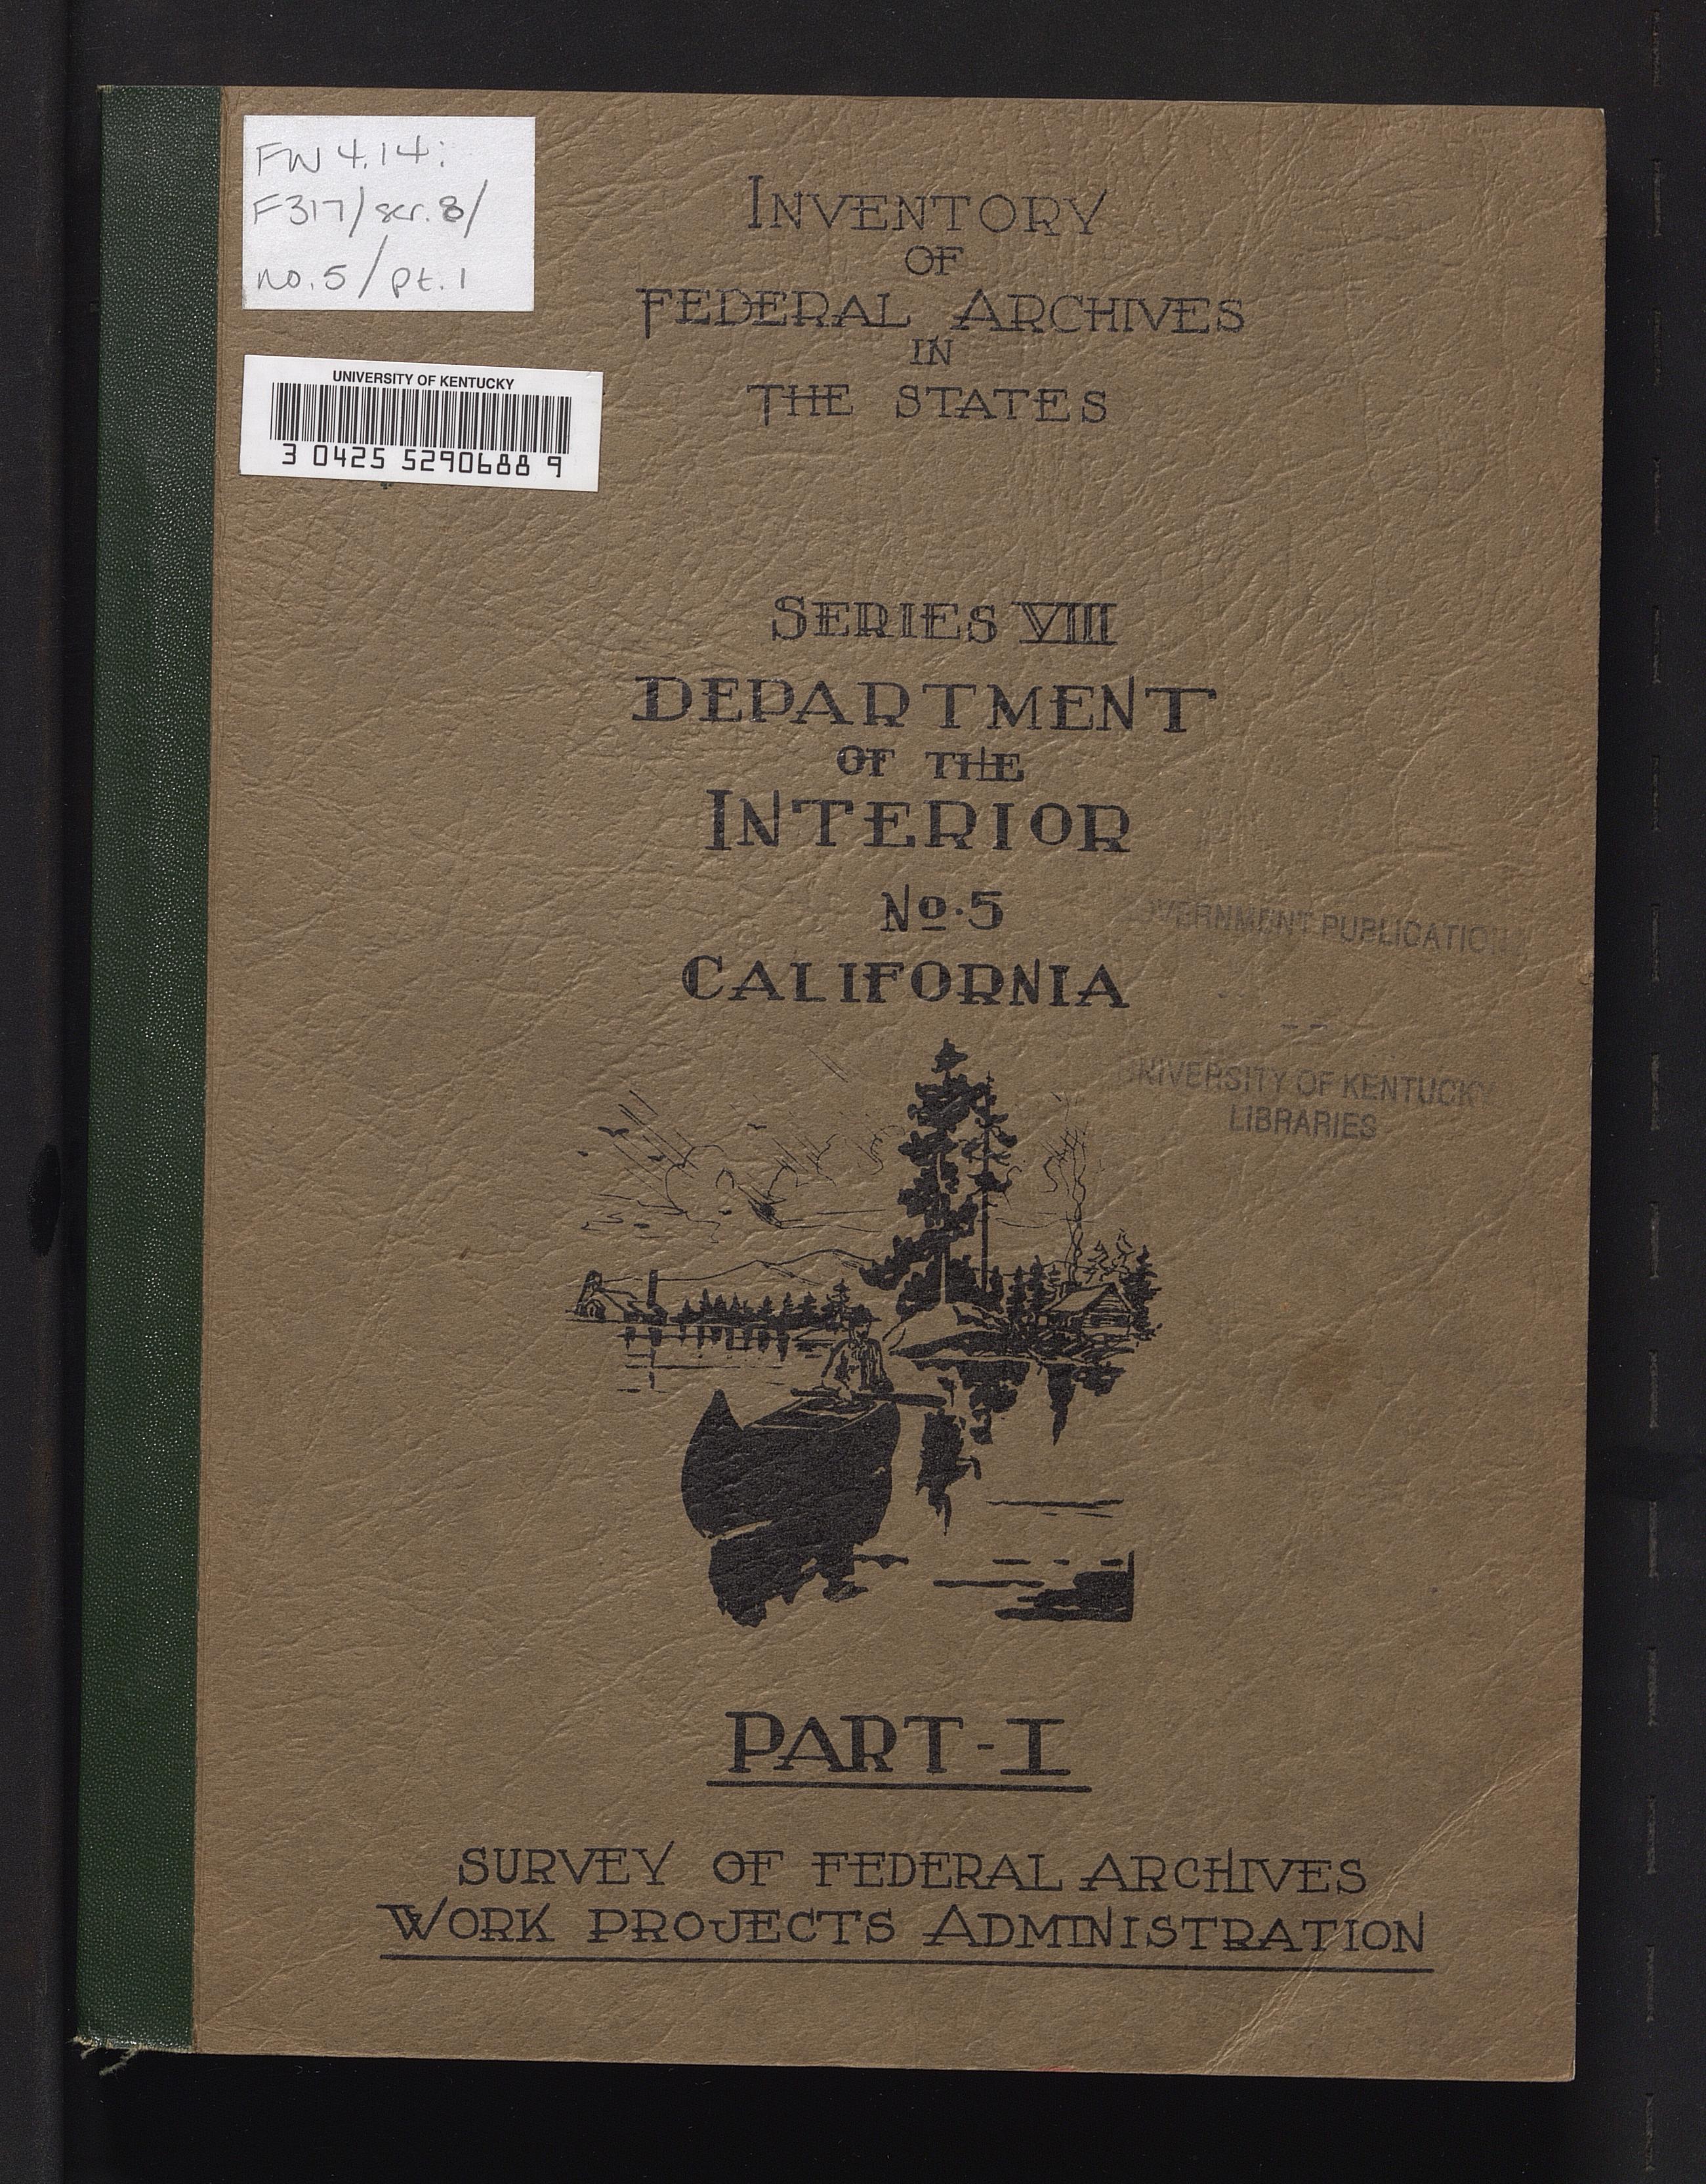 FW 4.14:
F317/ser.8/
no.5/pt.1
UNIVERSITY OF KENTUCKY
3 0425 5290688 9
INVENTORY
OF
FEDERAL ARCHIVES
IN
THE STATES
SERIES VIII
DEPARTMENT
OF THE
INTERIOR
No.5
CALIFORNIA
OVERNMENT PUBLICATION
UNIVERSITY OF KENTUCKY
LIBRARIES
PART-I
SURVEY OF FEDERAL ARCHIVES
WORK PROJECTS ADMINISTRATION